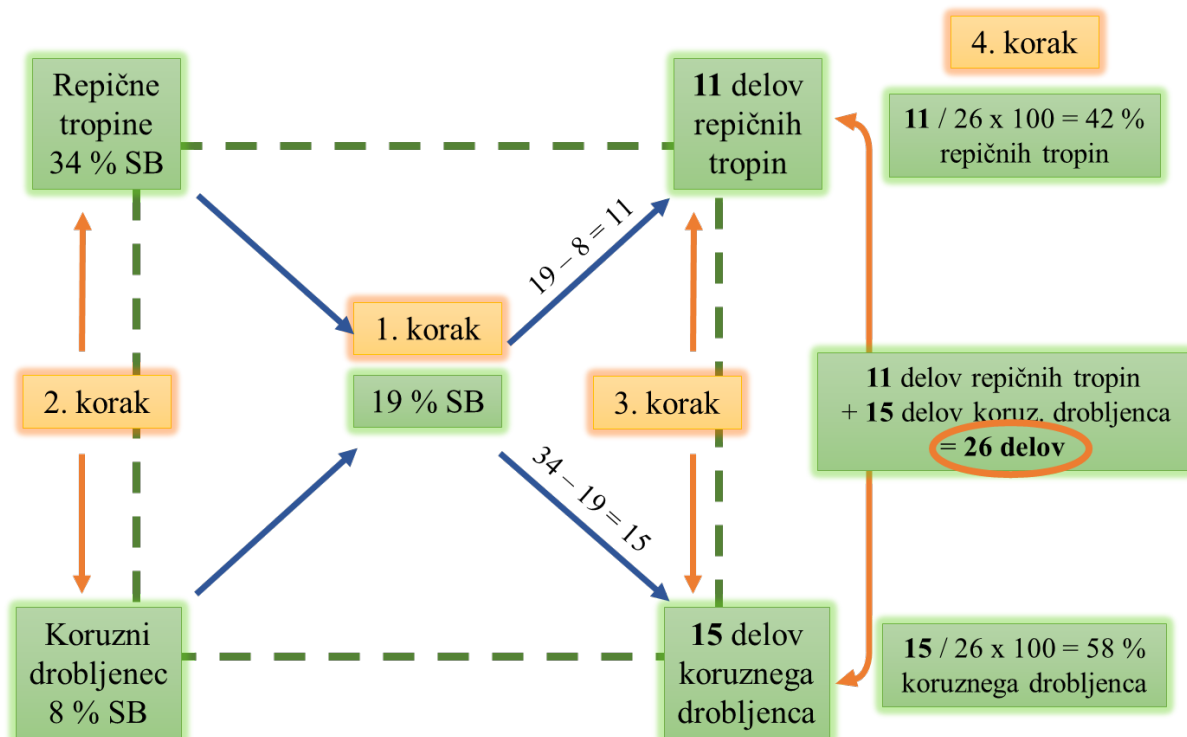 4. korak
Repične
tropine
34 % SB
11 delov
repičnih
tropin
11 / 26 x 100 = 42 %
repičnih tropin
19 – 8 = 11
1. korak
2. korak
19 % SB
3. korak
11 delov repičnih tropin
+ 15 delov koruz. drobljenca
= 26 delov
34 – 19 = 15
Koruzni
drobljenec
8 % SB
15 delov
koruznega
drobljenca
15 / 26 x 100 = 58 %
koruznega drobljenca